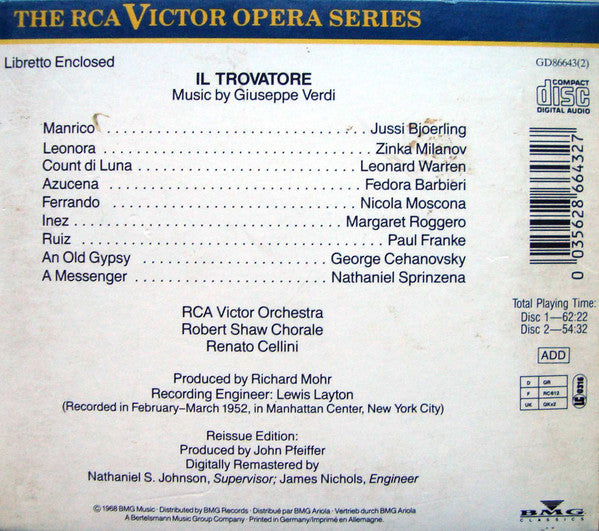 THE RCA VICTOR OPERA SERIES
Libretto Enclosed
GD86643(2)
IL TROVATORE
Music by Giuseppe Verdi
COMPACT
disc
DIGITAL AUDIO
Manrico . . . . . . . . . . . . . . . . . . . . . . . . . . . . Jussi Bjoerling
Leonora . . . . . . . . . . . . . . . . . . . . . . . . . . . . Zinka Milanov
Count di Luna . . . . . . . . . . . . . . . . . . . . . . . Leonard Warren
Azucena . . . . . . . . . . . . . . . . . . . . . . . . . . . Fedora Barbieri
Ferrando . . . . . . . . . . . . . . . . . . . . . . . . . . Nicola Moscona
Inez . . . . . . . . . . . . . . . . . . . . . . . . . . . . Margaret Roggero
Ruiz . . . . . . . . . . . . . . . . . . . . . . . . . . . . . . . Paul Franke
An Old Gypsy . . . . . . . . . . . . . . . . . . . . George Cehanovsky
A Messenger . . . . . . . . . . . . . . . . . . . . . Nathaniel Sprinzena
0 035628 664327
RCA Victor Orchestra
Robert Shaw Chorale
Renato Cellini
Total Playing Time:
Disc 1—62:22
Disc 2—54:32
ADD
Produced by Richard Mohr
Recording Engineer: Lewis Layton
(Recorded in February–March 1952, in Manhattan Center, New York City)
D GR
F RC612
UK GKx2
LC 0316
Reissue Edition:
Produced by John Pfeiffer
Digitally Remastered by
Nathaniel S. Johnson, Supervisor; James Nichols, Engineer
© 1968 BMG Music · Distributed by BMG Records · Distribué par BMG Ariola · Vertrieb durch BMG Ariola
A Bertelsmann Music Group Company · Printed in Germany/Imprimé en Allemagne.
BMG
CLASSICS